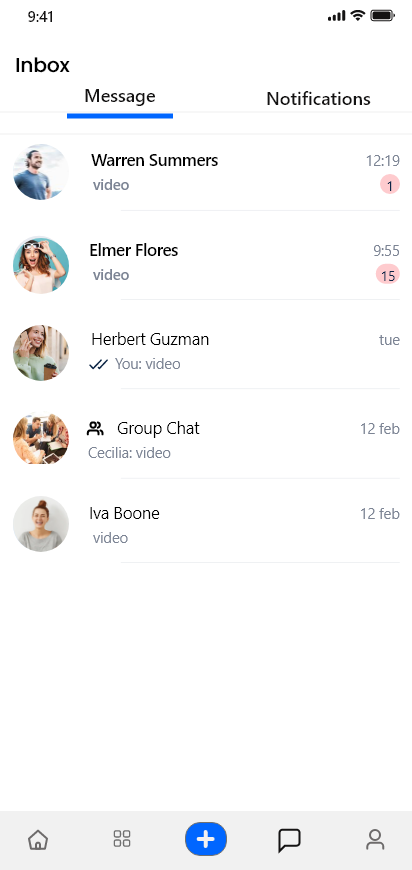 9:41
Inbox
Message
Notifications
Warren Summers
12:19
video
1
Elmer Flores
9:55
video
15
Herbert Guzman
tue
You: video
Group Chat
12 feb
Cecilia: video
Iva Boone
12 feb
video